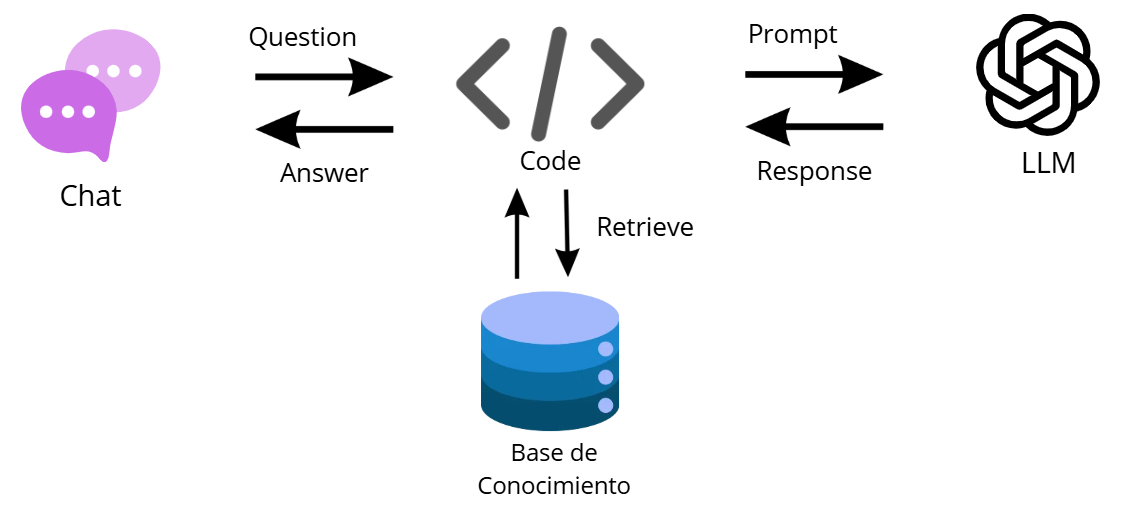 Question
Prompt
Answer
Code
Response
LLM
Chat
Retrieve
Base de
Conocimiento